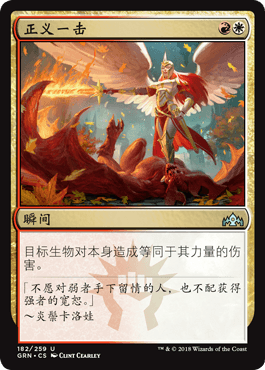 正义一击
瞬间
目标生物对本身造成等同于其力量的伤
害。
「不愿对弱者手下留情的人，也不配获得
强者的宽恕。」
～炎鬃卡洛娃
182/259 U
GRN • CS Clint Cearley
™ & © 2018 Wizards of the Coast